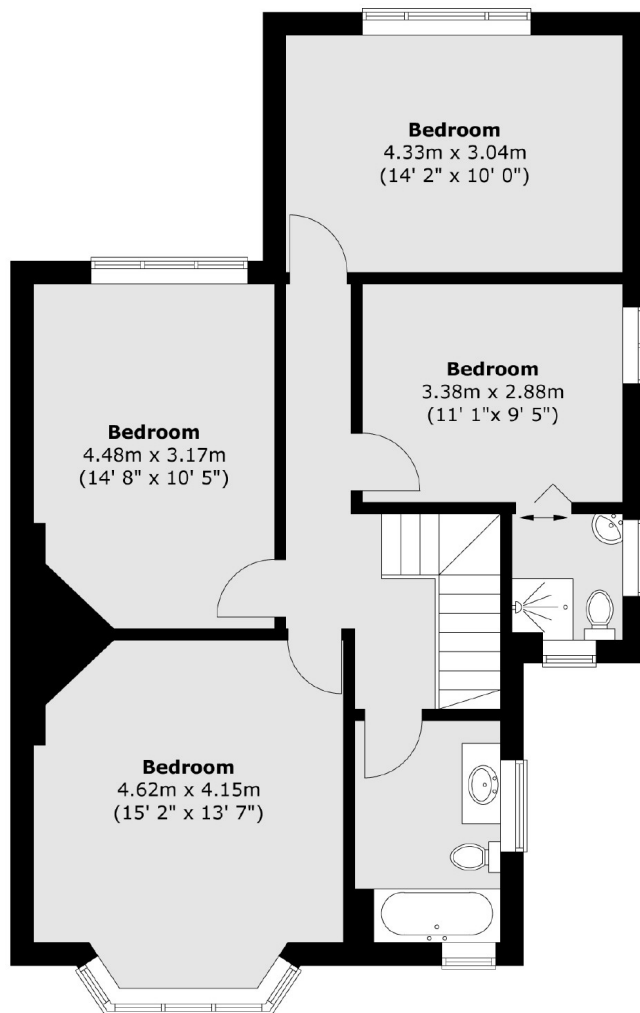 Bedroom
4.33m x 3.04m
(14' 2" x 10' 0")
Bedroom
3.38m x 2.88m
(11' 1"x 9' 5")
Bedroom
4.48m x 3.17m
(14' 8" x 10' 5")
Bedroom
4.62m x 4.15m
(15' 2" x 13' 7")